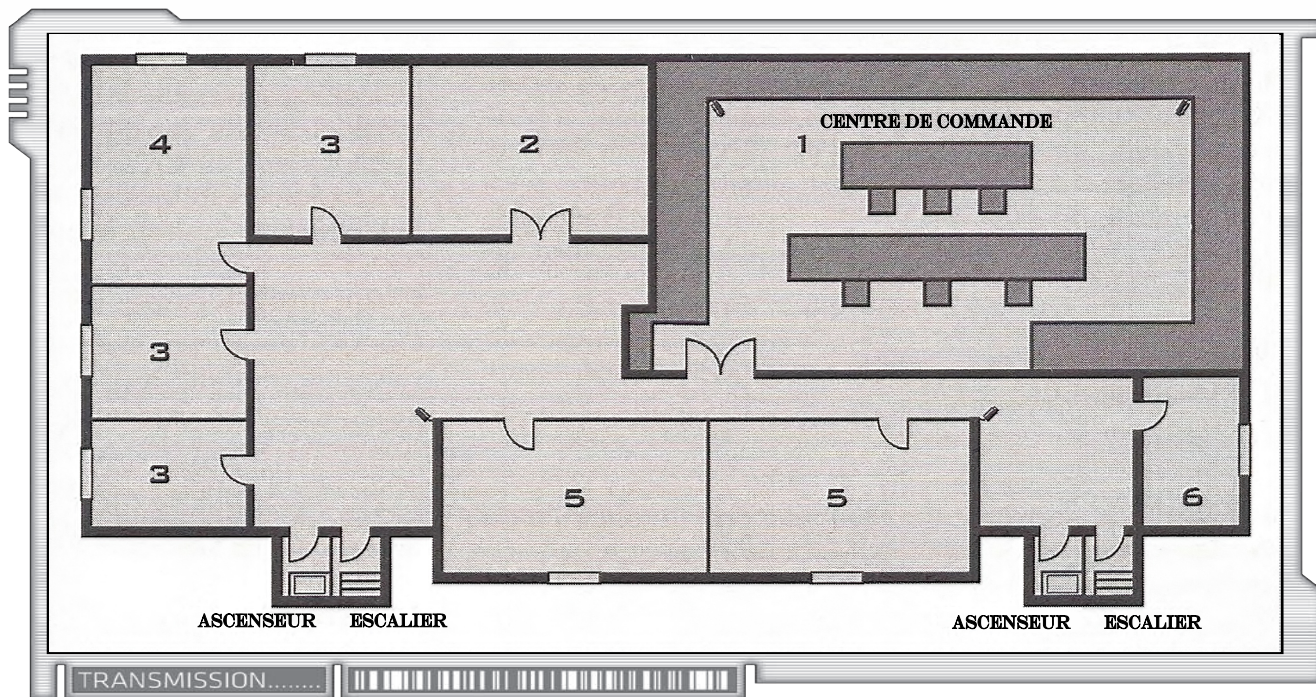 CENTRE DE COMMANDE
4
3
2
1
3
3
5
5
6
ASCENSEUR ESCALIER
ASCENSEUR ESCALIER
TRANSMISSION........